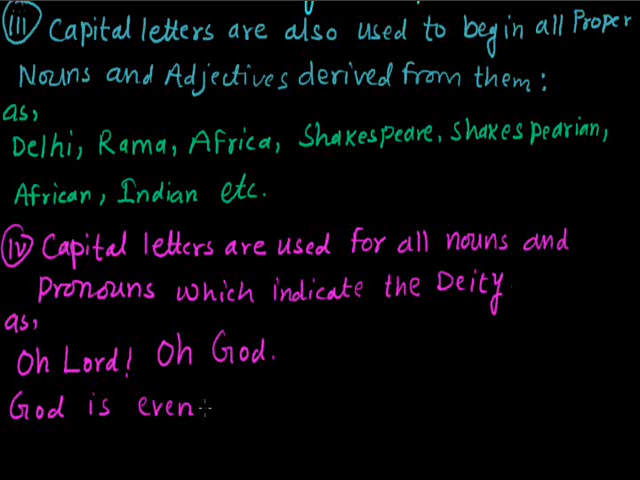 (iii) Capital letters are also used to begin all Proper
Nouns and Adjectives derived from them :
as,
Delhi, Rama, Africa, Shakespeare, Shakespearian,
African, Indian etc.
(iv) Capital letters are used for all nouns and
Pronouns which indicate the Deity
as,
Oh Lord! Oh God.
God is even